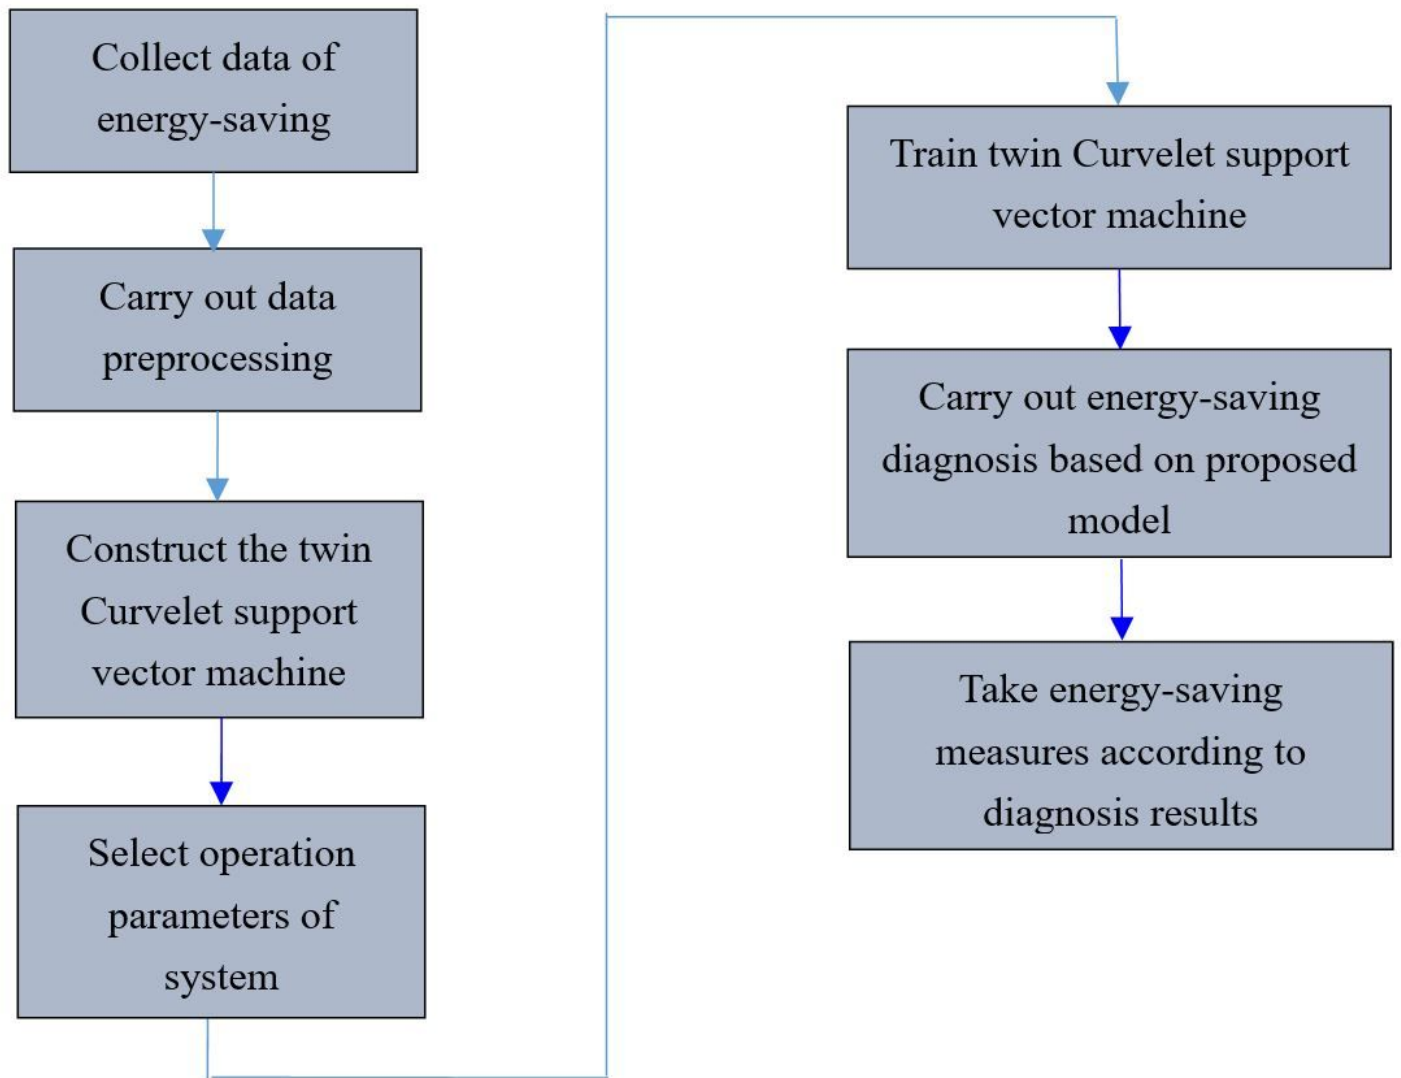 Collect data of
energy-saving
Carry out data
preprocessing
Construct the twin
Curvelet support
vector machine
Select operation
parameters of
system
Train twin Curvelet support
vector machine
Carry out energy-saving
diagnosis based on proposed
model
Take energy-saving
measures according to
diagnosis results